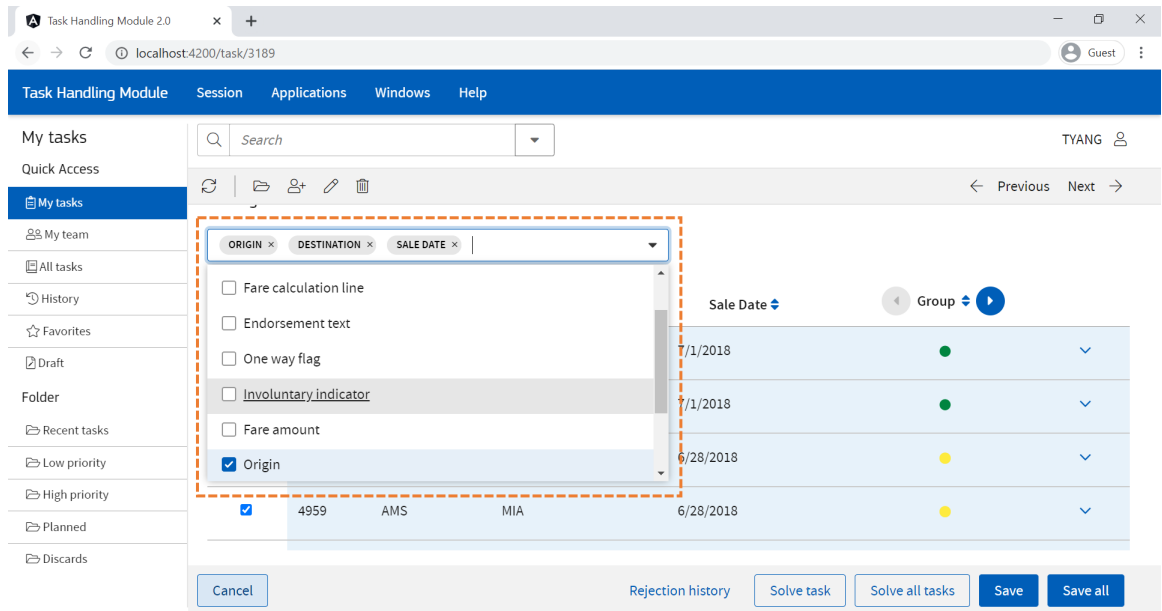 Task Handling Module 2.0
localhost:4200/task/3189
Guest
Task Handling Module Session Applications Windows Help
My tasks
Search
TYANG
Quick Access
Previous Next
My tasks
My team
All tasks
History
Favorites
Draft
Folder
Recent tasks
Low priority
High priority
Planned
Discards
ORIGIN × DESTINATION × SALE DATE ×
Fare calculation line
Endorsement text
One way flag
Involuntary indicator
Fare amount
Origin
Sale Date Group
7/1/2018
7/1/2018
6/28/2018
4959 AMS MIA 6/28/2018
Cancel Rejection history Solve task Solve all tasks Save Save all